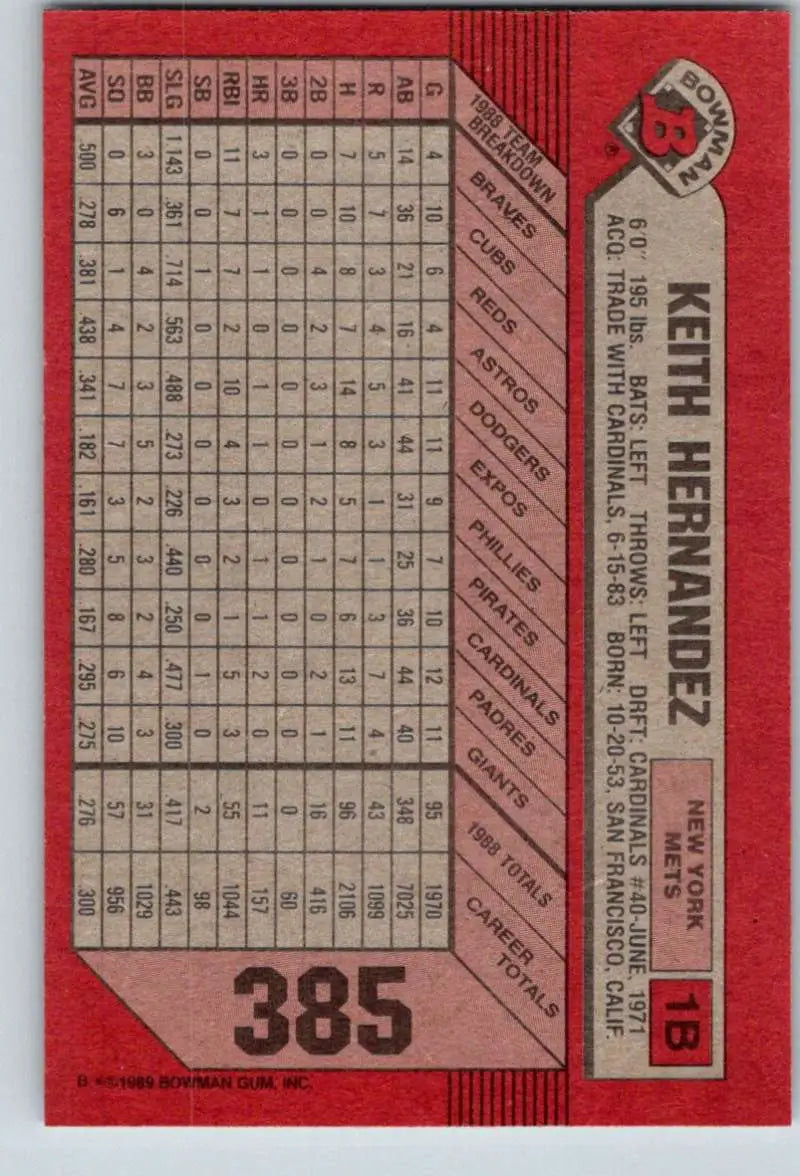 BOWMAN
B
®
KEITH HERNANDEZ
NEW YORK
METS
1B
6'0" 195 lbs. BATS: LEFT THROWS: LEFT DRFT: CARDINALS #40-JUNE, 1971
ACQ: TRADE WITH CARDINALS, 6-15-83 BORN: 10-20-53, SAN FRANCISCO, CALIF.
1988 TEAM
BREAKDOWN
BRAVES CUBS REDS ASTROS DODGERS EXPOS PHILLIES PIRATES CARDINALS PADRES GIANTS 1988 TOTALS CAREER TOTALS
G 4 10 6 4 11 11 9 7 10 12 11 95 1970
AB 14 36 21 16 41 44 31 25 36 44 40 348 7025
R 5 7 3 4 5 3 1 1 3 7 4 43 1099
H 7 10 8 7 14 8 5 7 6 13 11 96 2106
2B 0 0 4 2 3 1 2 1 0 2 1 16 416
3B 0 0 0 0 0 0 0 0 0 0 0 0 60
HR 3 1 1 0 1 1 0 1 1 2 0 11 157
RBI 11 7 7 2 10 4 3 2 1 5 3 55 1044
SB 0 0 1 0 0 0 0 0 0 1 0 2 98
SLG 1143 .361 .714 563 .488 .273 .226 .440 .250 .477 .300 .417 .443
BB 3 0 4 2 3 5 2 3 2 4 3 31 1029
SO 0 6 1 4 7 7 3 5 8 6 10 57 956
AVG .500 .278 .381 .438 .341 .182 .161 .280 .167 .295 .275 .276 .300
385
B ©1989 BOWMAN GUM, INC.